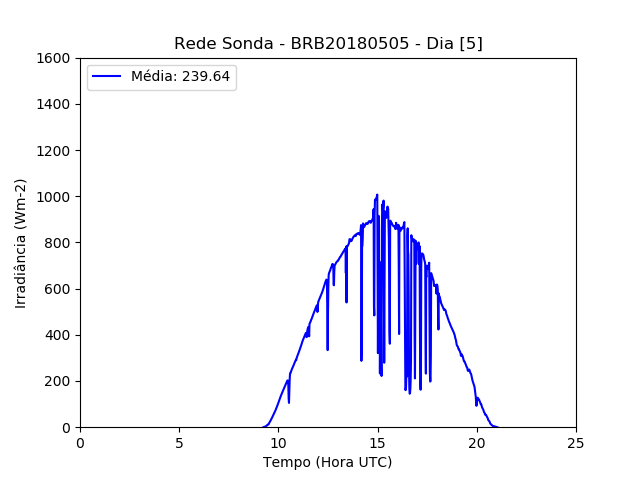 Rede Sonda - BRB20180505 - Dia [5]
Média: 239.64
1600
1400
1200
1000
800
600
400
200
0
0 5 10 15 20 25
Irradiância (Wm-2)
Tempo (Hora UTC)